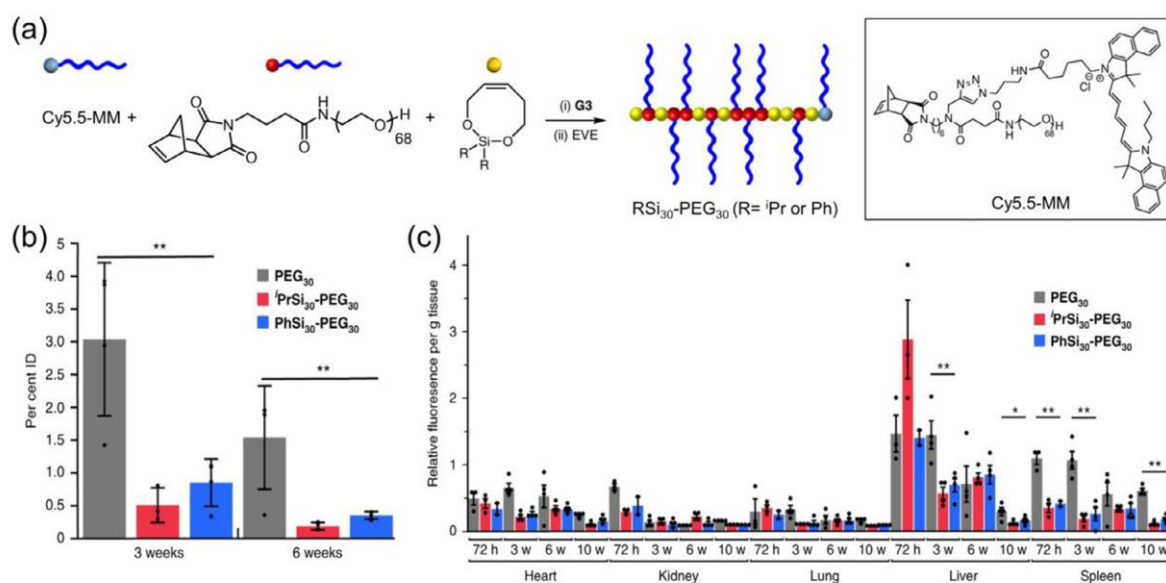 (a)
Cy5.5-MM +
+
(i) G3
(ii) EVE
RSi30-PEG30 (R= iPr or Ph)
Cy5.5-MM
O
N
O
O
N
H
O
H
68
O
O
Si
R
R
N
O
O
6
N
O
O
N
H
O
68
H
N
N
N
NH
O
Cl
N
N
(b)
Per cent ID
5
4.5
4
3.5
3.0
2.5
2.0
1.5
1.0
0.5
0
**
**
PEG30
iPrSi30-PEG30
PhSi30-PEG30
3 weeks
6 weeks
(c)
Relative fluorescence per g tissue
4
3
2
1
0
**
*
**
**
**
PEG30
iPrSi30-PEG30
PhSi30-PEG30
72 h 3 w 6 w 10 w 72 h 3 w 6 w 10 w 72 h 3 w 6 w 10 w 72 h 3 w 6 w 10 w 72 h 3 w 6 w 10 w
Heart Kidney Lung Liver Spleen